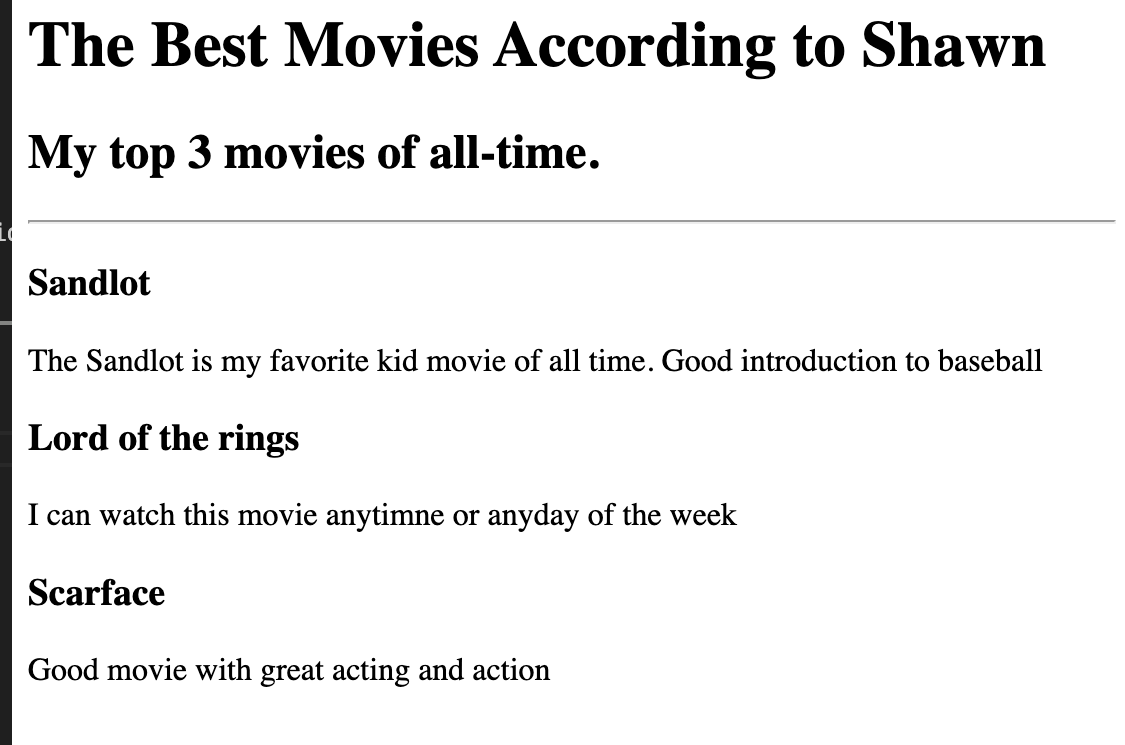 The Best Movies According to Shawn
My top 3 movies of all-time.
Sandlot
The Sandlot is my favorite kid movie of all time. Good introduction to baseball
Lord of the rings
I can watch this movie anytimne or anyday of the week
Scarface
Good movie with great acting and action